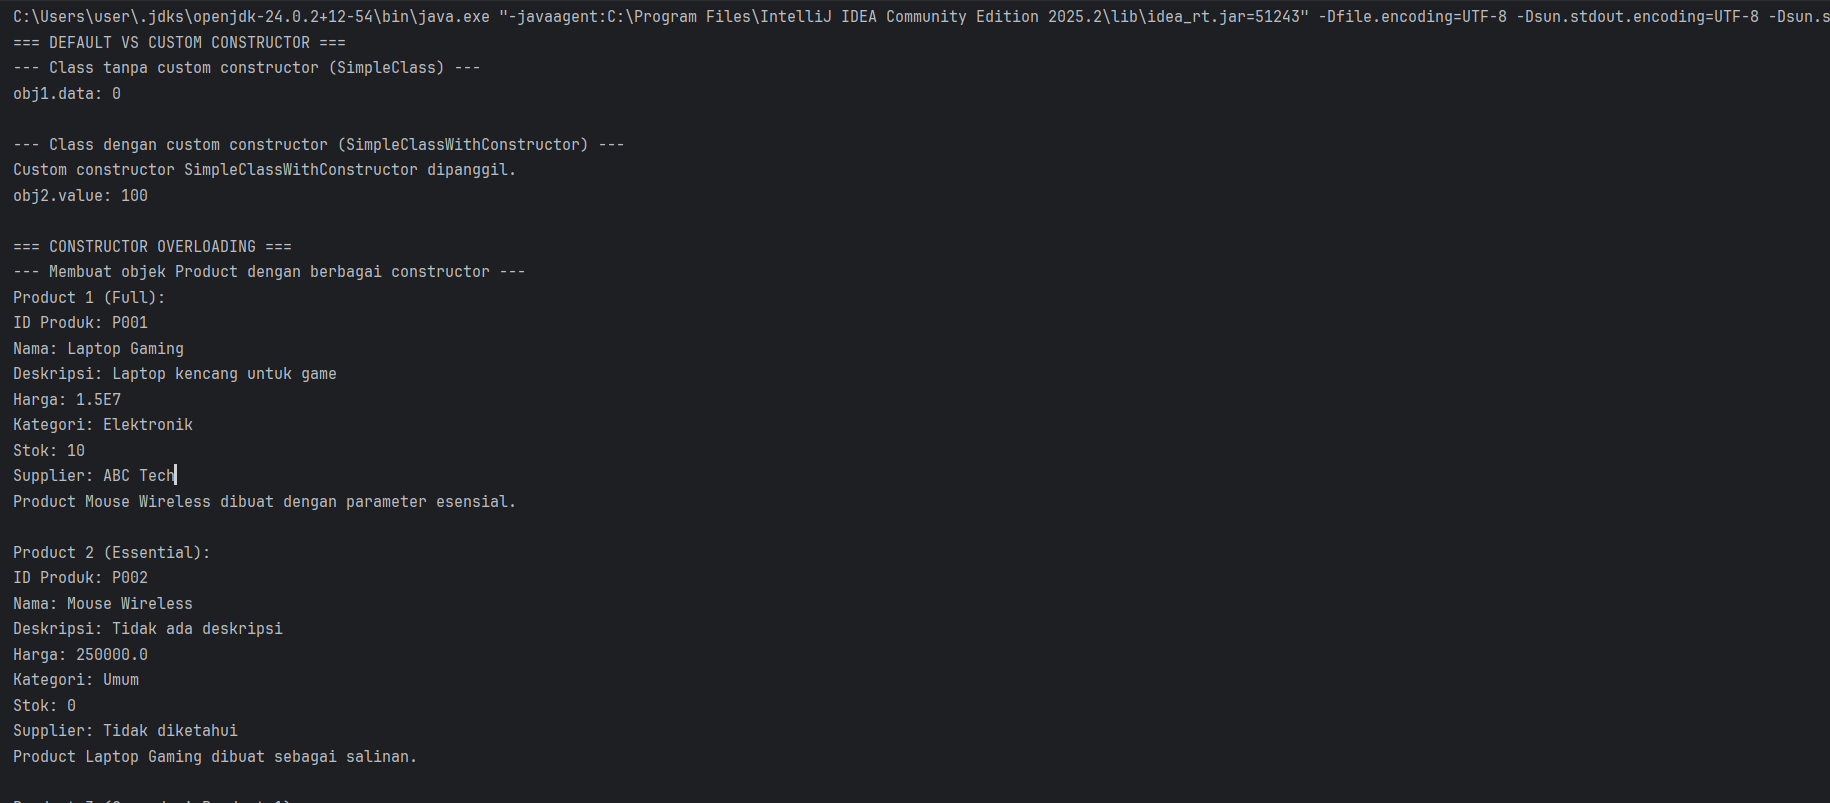 C:\Users\user\.jdks\openjdk-24.0.2+12-54\bin\java.exe "-javaagent:C:\Program Files\IntelliJ IDEA Community Edition 2025.2\lib\idea_rt.jar=51243" -Dfile.encoding=UTF-8 -Dsun.stdout.encoding=UTF-8 -Dsun.s
=== DEFAULT VS CUSTOM CONSTRUCTOR ===
--- Class tanpa custom constructor (SimpleClass) ---
obj1.data: 0
--- Class dengan custom constructor (SimpleClassWithConstructor) ---
Custom constructor SimpleClassWithConstructor dipanggil.
obj2.value: 100
=== CONSTRUCTOR OVERLOADING ===
--- Membuat objek Product dengan berbagai constructor ---
Product 1 (Full):
ID Produk: P001
Nama: Laptop Gaming
Deskripsi: Laptop kencang untuk game
Harga: 1.5E7
Kategori: Elektronik
Stok: 10
Supplier: ABC Tech
Product Mouse Wireless dibuat dengan parameter esensial.
Product 2 (Essential):
ID Produk: P002
Nama: Mouse Wireless
Deskripsi: Tidak ada deskripsi
Harga: 250000.0
Kategori: Umum
Stok: 0
Supplier: Tidak diketahui
Product Laptop Gaming dibuat sebagai salinan.